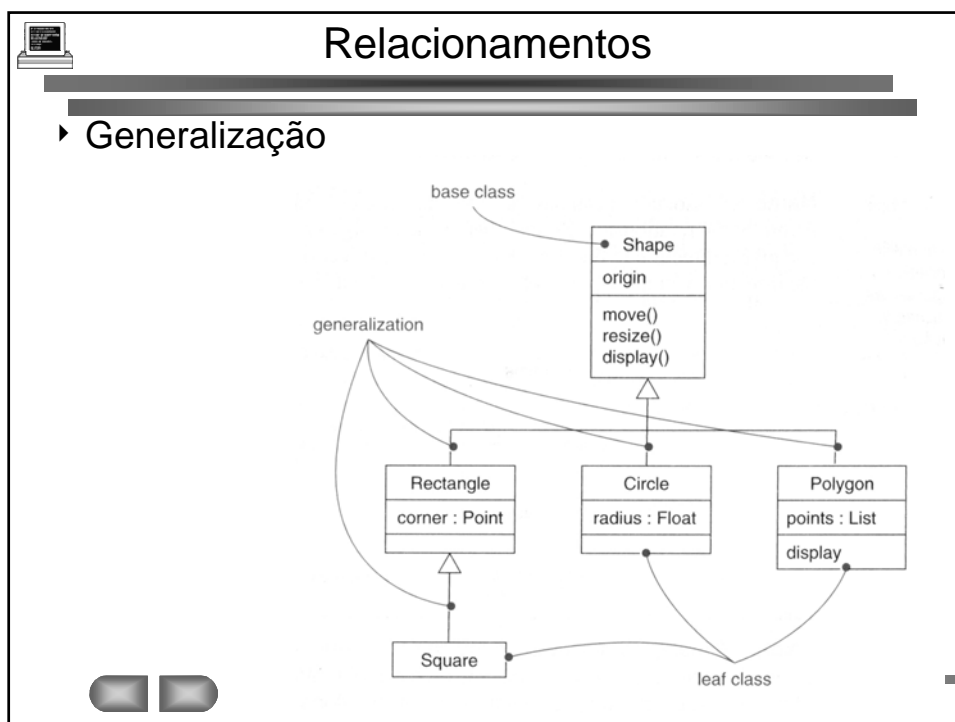 Relacionamentos
Generalização
base class
Shape
origin
move()
resize()
display()
generalization
Rectangle
corner : Point
Circle
radius : Float
Polygon
points : List
display
Square
leaf class